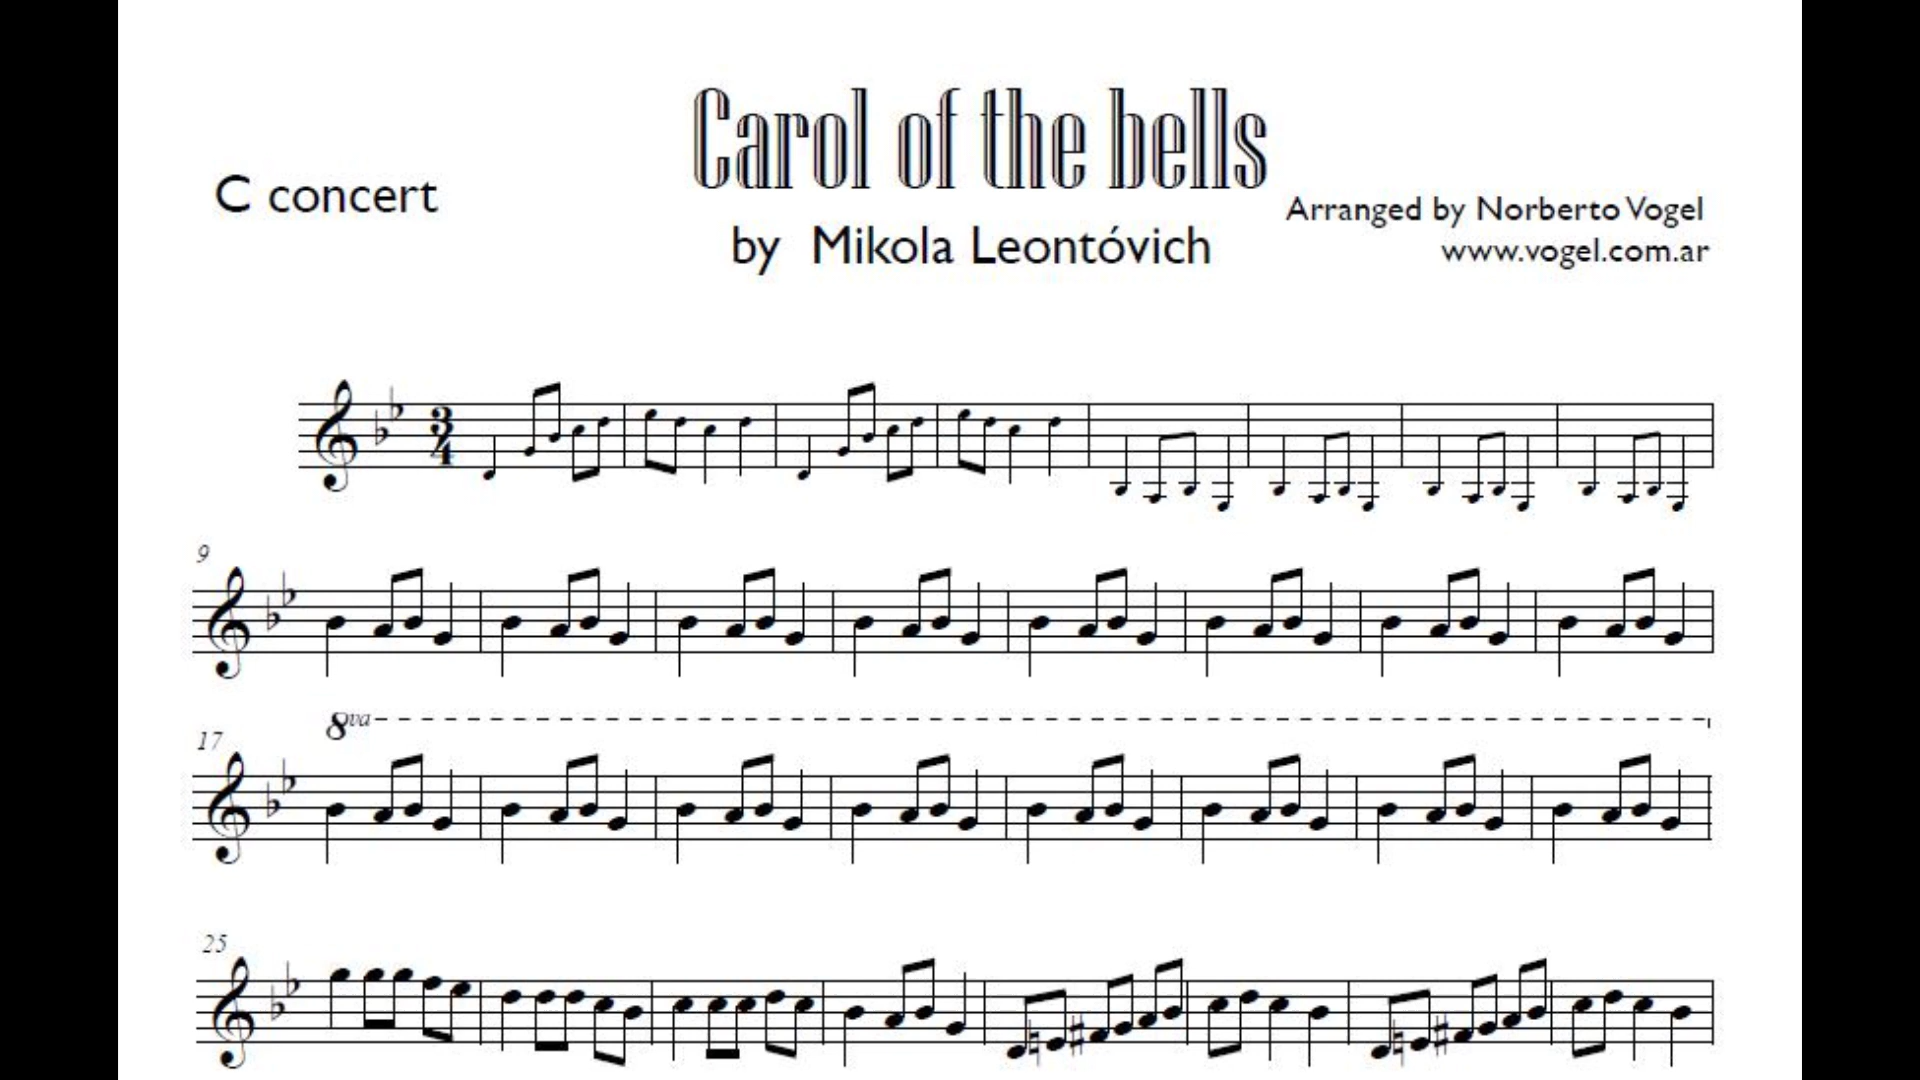 Carol of the bells
C concert
Arranged by Norberto Vogel
by Mikola Leontóvich
www.vogel.com.ar
3
4
9
8va
17
25